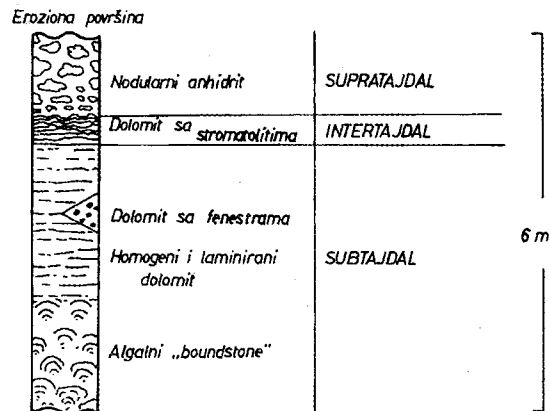 Eroziona površina
Nodularni anhidrit
SUPRATAJDAL
Dolomit sa stromatolitima
INTERTAJDAL
Dolomit sa fenestrama
6 m
Homogeni i laminirani
dolomit
SUBTAJDAL
Algalni „boundstone"